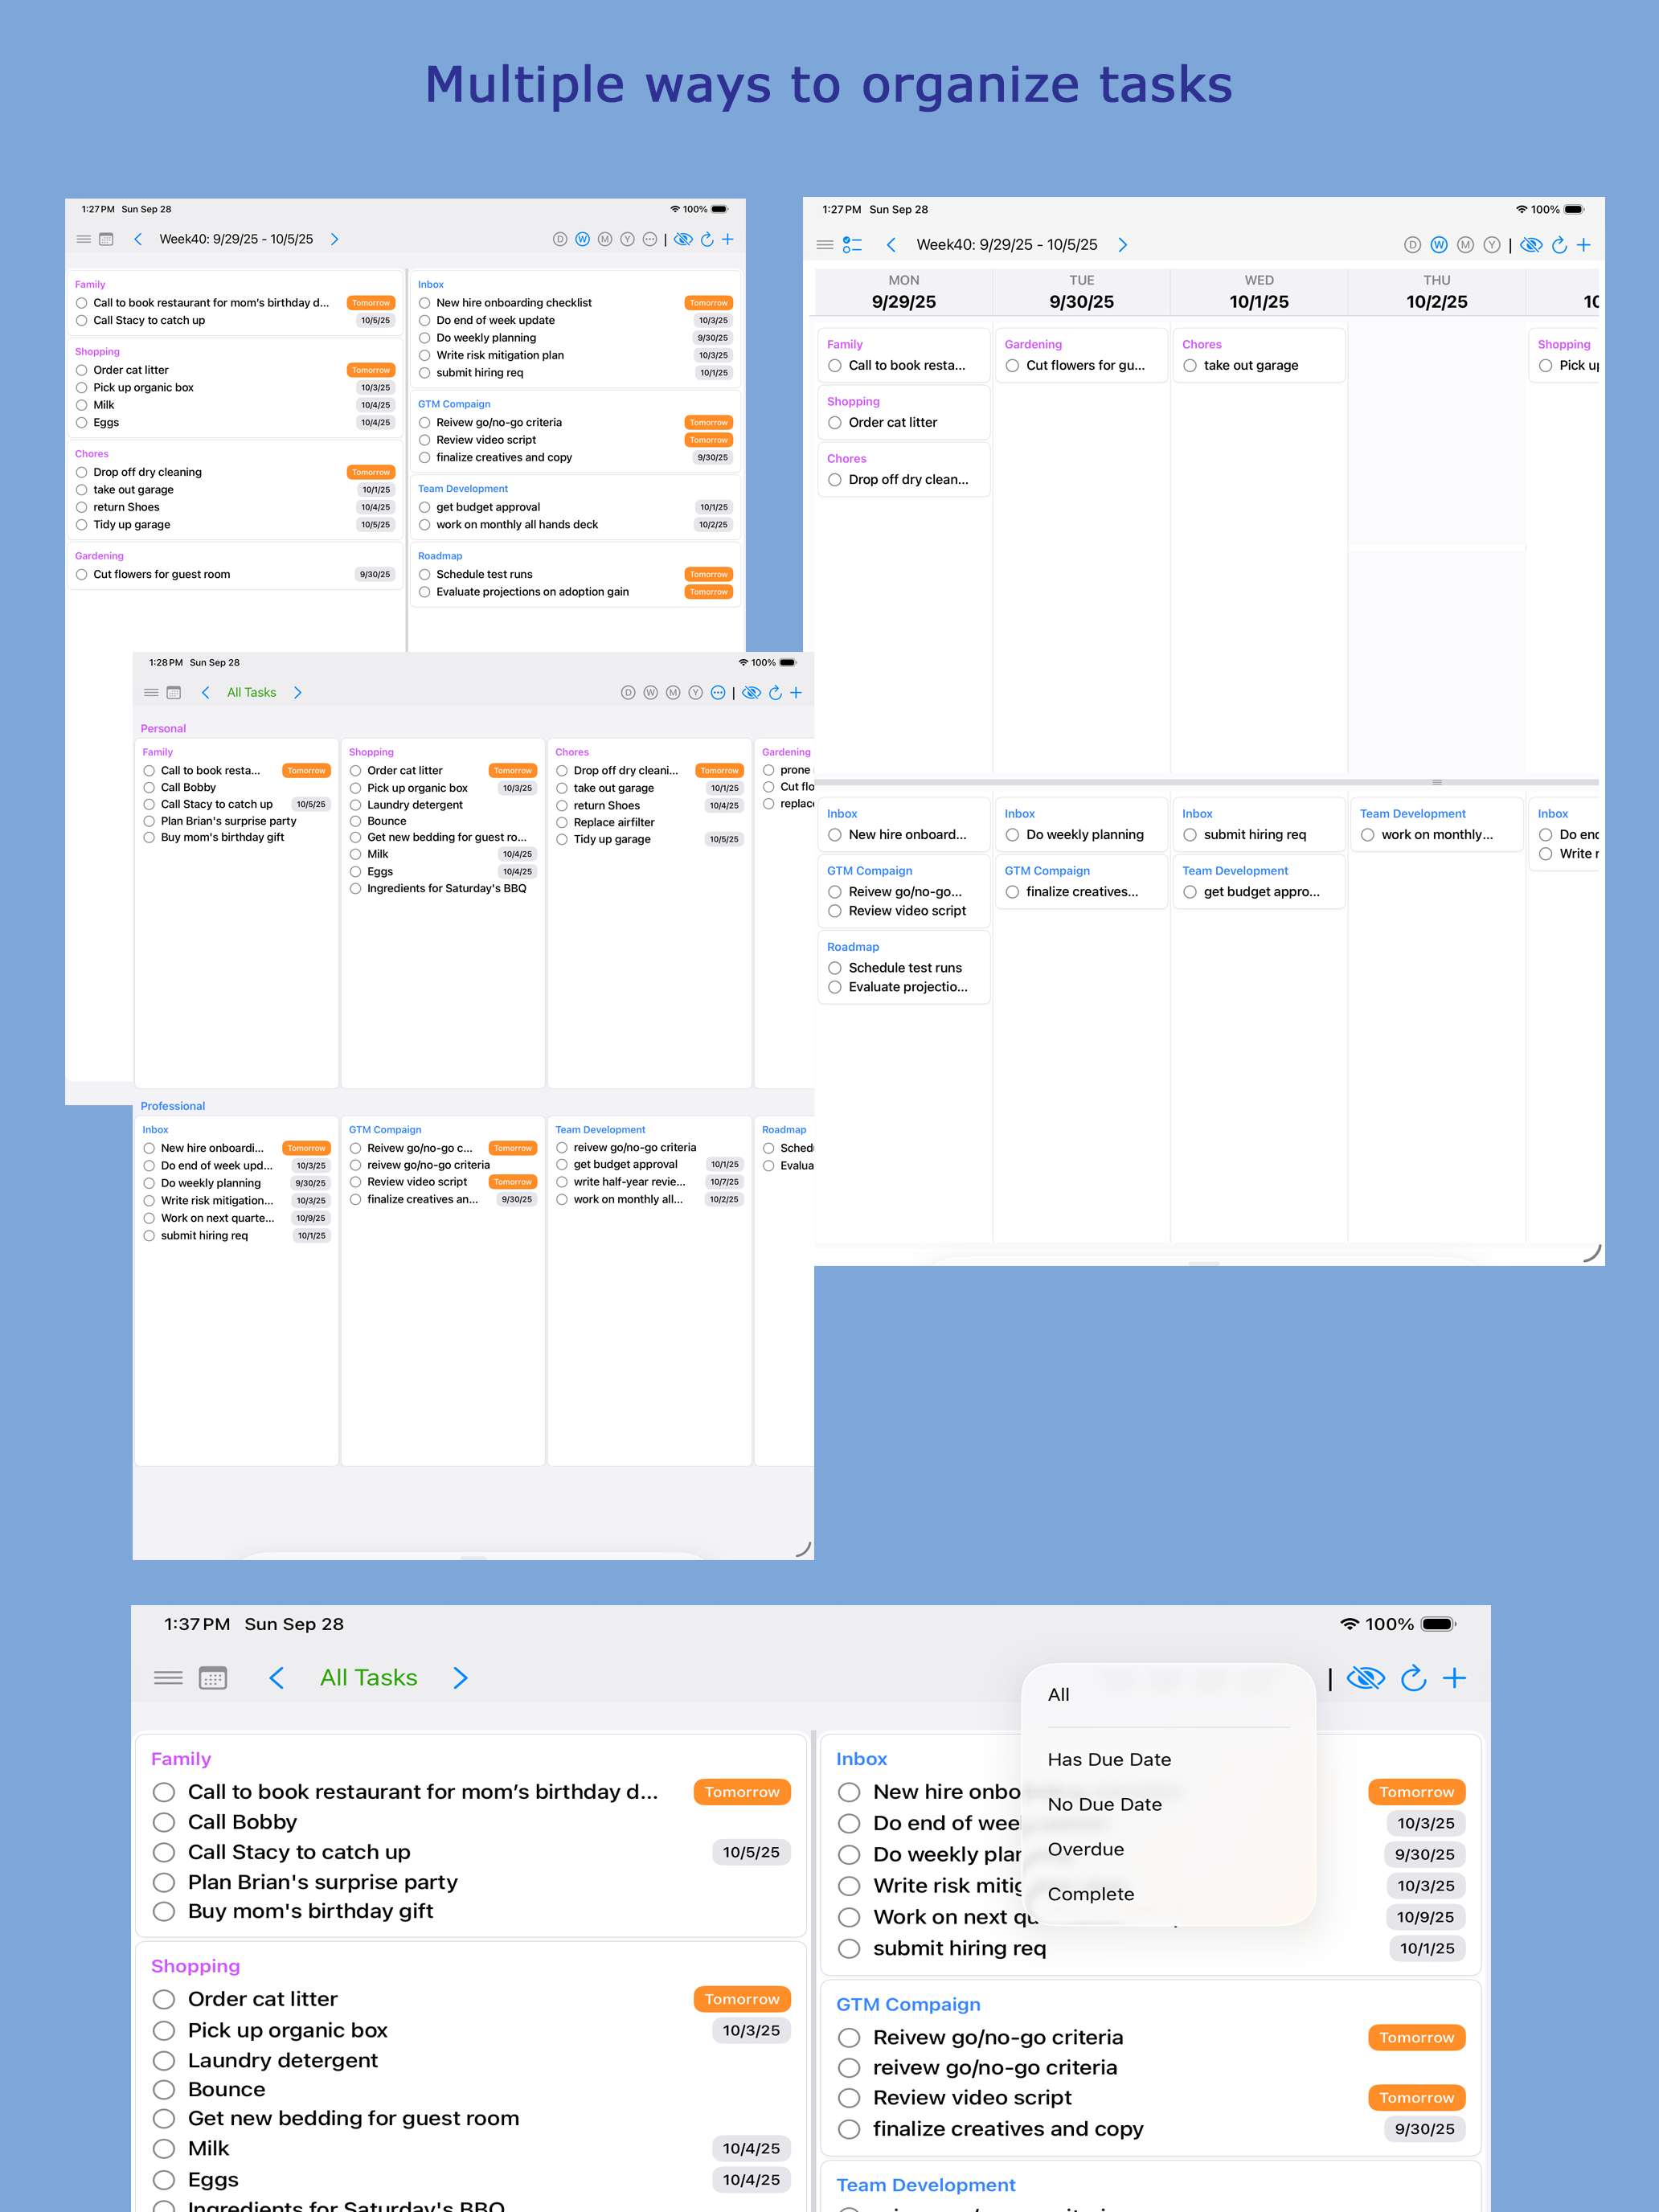 Multiple ways to organize tasks
1:27 PM Sun Sep 28
100%
Week40: 9/29/25 - 10/5/25
D W M Y
Family
Call to book restaurant for mom’s birthday d... Tomorrow
Call Stacy to catch up 10/5/25
Shopping
Order cat litter Tomorrow
Pick up organic box 10/3/25
Milk 10/4/25
Eggs 10/4/25
Chores
Drop off dry cleaning Tomorrow
take out garage 10/1/25
return Shoes 10/4/25
Tidy up garage 10/5/25
Gardening
Cut flowers for guest room 9/30/25
Inbox
New hire onboarding checklist Tomorrow
Do end of week update 10/3/25
Do weekly planning 9/30/25
Write risk mitigation plan 10/3/25
submit hiring req 10/1/25
GTM Compaign
Reivew go/no-go criteria Tomorrow
Review video script Tomorrow
finalize creatives and copy 9/30/25
Team Development
get budget approval 10/1/25
work on monthly all hands deck 10/2/25
Roadmap
Schedule test runs Tomorrow
Evaluate projections on adoption gain Tomorrow
1:27 PM Sun Sep 28
100%
Week40: 9/29/25 - 10/5/25
D W M Y
MON TUE WED THU
9/29/25 9/30/25 10/1/25 10/2/25 10
Family
Call to book resta...
Shopping
Order cat litter
Chores
Drop off dry clean...
Gardening
Cut flowers for gu...
Chores
take out garage
Shopping
Pick up
Inbox
New hire onboard...
GTM Compaign
Reivew go/no-go...
Review video script
Roadmap
Schedule test runs
Evaluate projectio...
Inbox
Do weekly planning
GTM Compaign
finalize creatives...
Inbox
submit hiring req
Team Development
get budget appro...
Team Development
work on monthly...
Inbox
Do end
Write r
1:28 PM Sun Sep 28
100%
All Tasks
D W M Y
Personal
Family
Call to book resta... Tomorrow
Call Bobby
Call Stacy to catch up 10/5/25
Plan Brian's surprise party
Buy mom's birthday gift
Shopping
Order cat litter Tomorrow
Pick up organic box 10/3/25
Laundry detergent
Bounce
Get new bedding for guest ro...
Milk 10/4/25
Eggs 10/4/25
Ingredients for Saturday's BBQ
Chores
Drop off dry cleani... Tomorrow
take out garage 10/1/25
return Shoes 10/4/25
Replace airfilter
Tidy up garage 10/5/25
Gardening
prone
Cut flo
replace
Professional
Inbox
New hire onboardi... Tomorrow
Do end of week upd... 10/3/25
Do weekly planning 9/30/25
Write risk mitigation... 10/3/25
Work on next quarte... 10/9/25
submit hiring req 10/1/25
GTM Compaign
Reivew go/no-go c... Tomorrow
reivew go/no-go criteria
Review video script Tomorrow
finalize creatives an... 9/30/25
Team Development
reivew go/no-go criteria
get budget approval 10/1/25
write half-year revie... 10/7/25
work on monthly all... 10/2/25
Roadmap
Sched
Evalua
1:37 PM Sun Sep 28
100%
All Tasks
All
Has Due Date
No Due Date
Overdue
Complete
Family
Call to book restaurant for mom’s birthday d... Tomorrow
Call Bobby
Call Stacy to catch up 10/5/25
Plan Brian's surprise party
Buy mom's birthday gift
Shopping
Order cat litter Tomorrow
Pick up organic box 10/3/25
Laundry detergent
Bounce
Get new bedding for guest room
Milk 10/4/25
Eggs 10/4/25
Ingredients for Saturday's BBQ
Inbox
New hire onbo Tomorrow
Do end of wee 10/3/25
Do weekly plan 9/30/25
Write risk mitig 10/3/25
Work on next qu 10/9/25
submit hiring req 10/1/25
GTM Compaign
Reivew go/no-go criteria Tomorrow
reivew go/no-go criteria
Review video script Tomorrow
finalize creatives and copy 9/30/25
Team Development